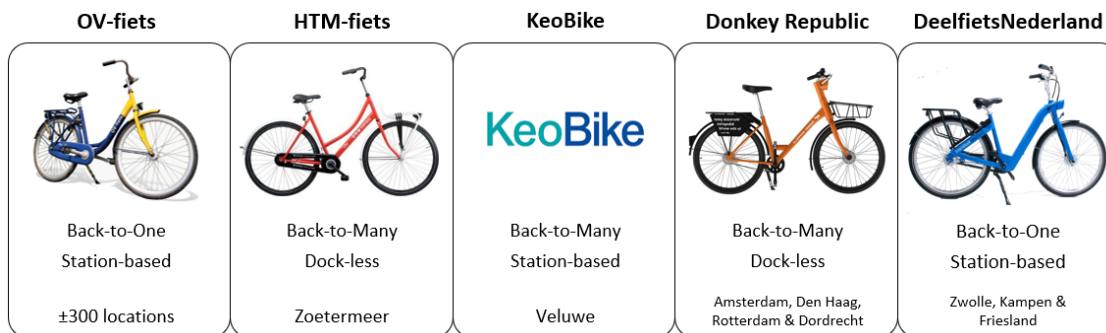 OV-fiets
HTM-fiets
KeoBike
Donkey Republic
DeelfietsNederland
KeoBike
Back-to-One
Station-based
±300 locations
Back-to-Many
Dock-less
Zoetermeer
Back-to-Many
Station-based
Veluwe
Back-to-Many
Dock-less
Amsterdam, Den Haag,
Rotterdam & Dordrecht
Back-to-One
Station-based
Zwolle, Kampen &
Friesland